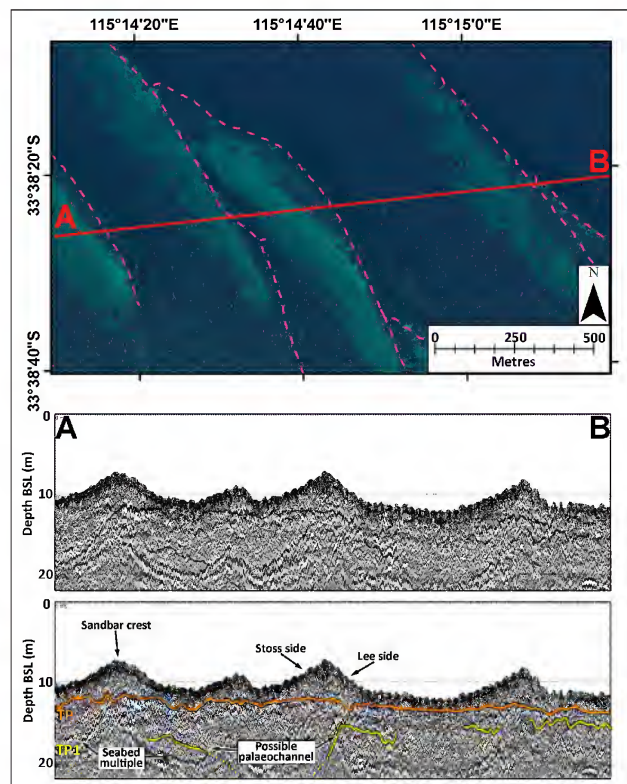 115°14'20"E
115°14'40"E
115°15'0"E
33°38'20"S
33°38'40"S
A
B
N
0
250
500
Metres
A
B
Depth BSL (m)
0
10
20
Depth BSL (m)
0
10
20
Sandbar crest
Stoss side
Lee side
TP1
Seabed
multiple
Possible
palaeochannel